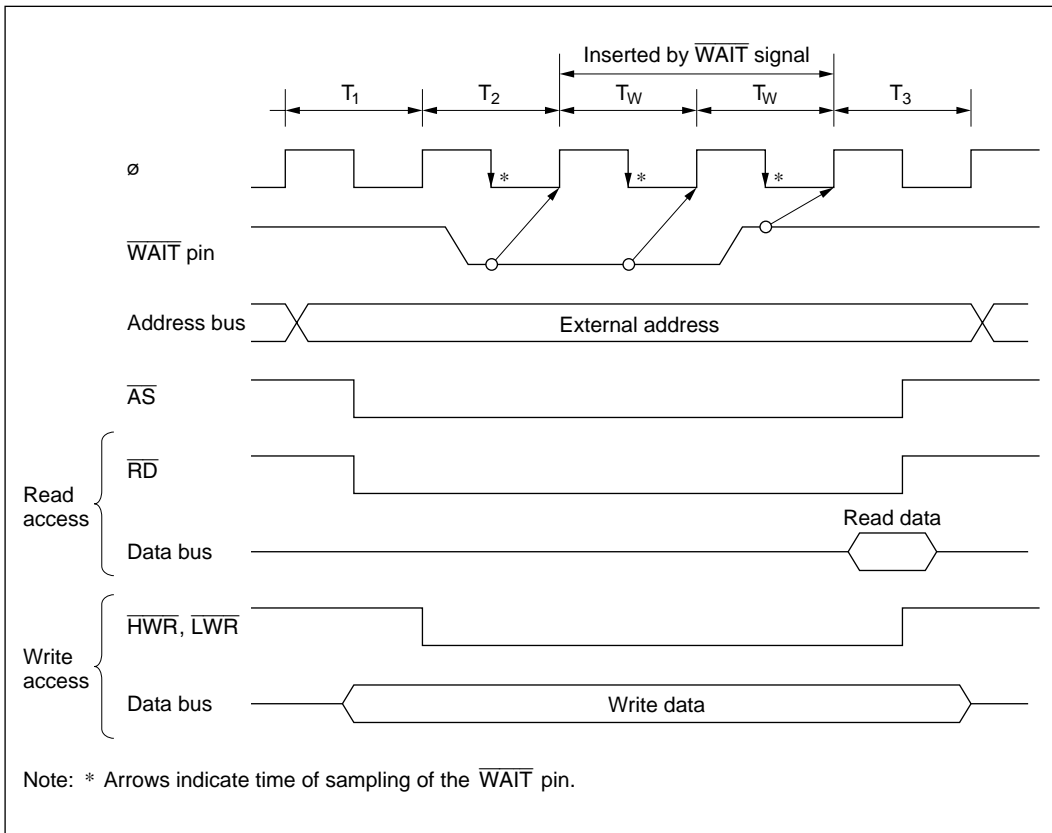 Inserted by WAIT signal
T1 T2 TW TW T3
ø
* * *
WAIT pin
Address bus External address
AS
Read access
RD
Read data
Data bus
Write access
HWR, LWR
Data bus Write data
Note: * Arrows indicate time of sampling of the WAIT pin.